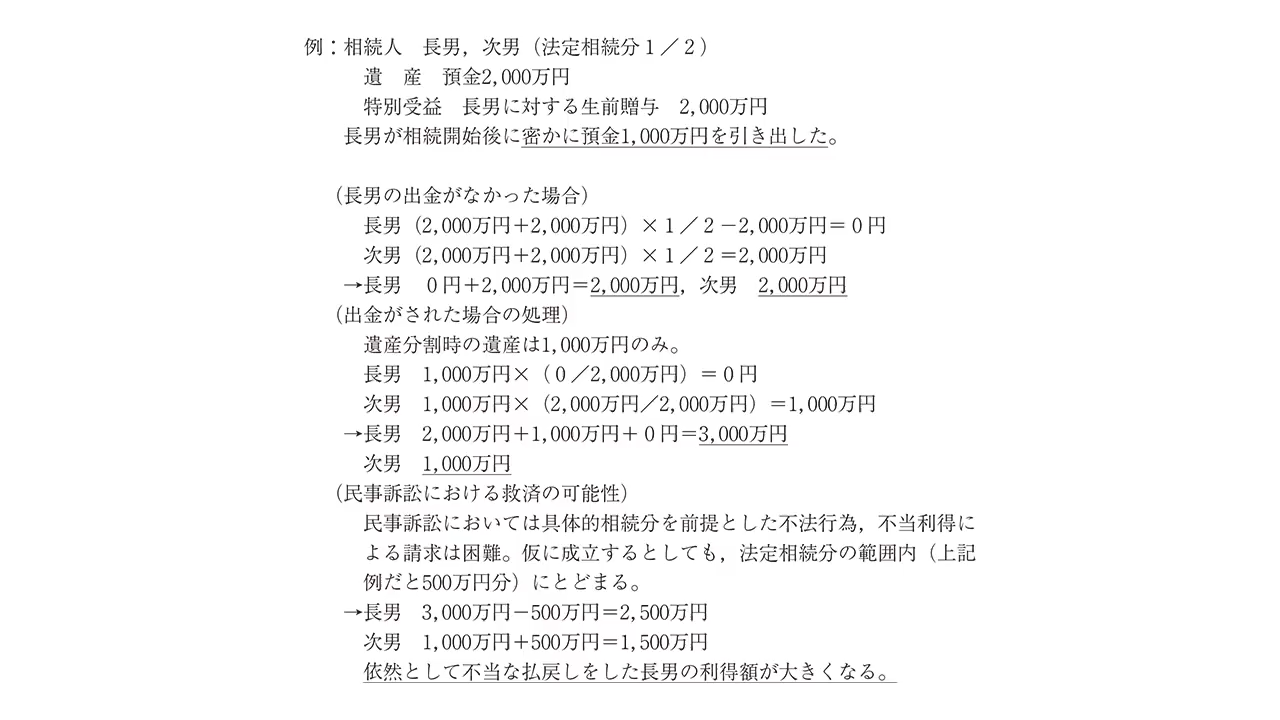 例：相続人　長男，次男（法定相続分１／２）
遺　産　預金2,000万円
特別受益　長男に対する生前贈与　2,000万円
長男が相続開始後に密かに預金1,000万円を引き出した。
（長男の出金がなかった場合）
長男（2,000万円＋2,000万円）×１／２－2,000万円＝０円
次男（2,000万円＋2,000万円）×１／２＝2,000万円
→長男　０円＋2,000万円＝2,000万円，次男　2,000万円
（出金がされた場合の処理）
遺産分割時の遺産は1,000万円のみ。
長男　1,000万円×（０／2,000万円）＝０円
次男　1,000万円×（2,000万円／2,000万円）＝1,000万円
→長男　2,000万円＋1,000万円＋０円＝3,000万円
次男　1,000万円
（民事訴訟における救済の可能性）
民事訴訟においては具体的相続分を前提とした不法行為，不当利得に
よる請求は困難。仮に成立するとしても，法定相続分の範囲内（上記
例だと500万円分）にとどまる。
→長男　3,000万円－500万円＝2,500万円
次男　1,000万円＋500万円＝1,500万円
依然として不当な払戻しをした長男の利得額が大きくなる。